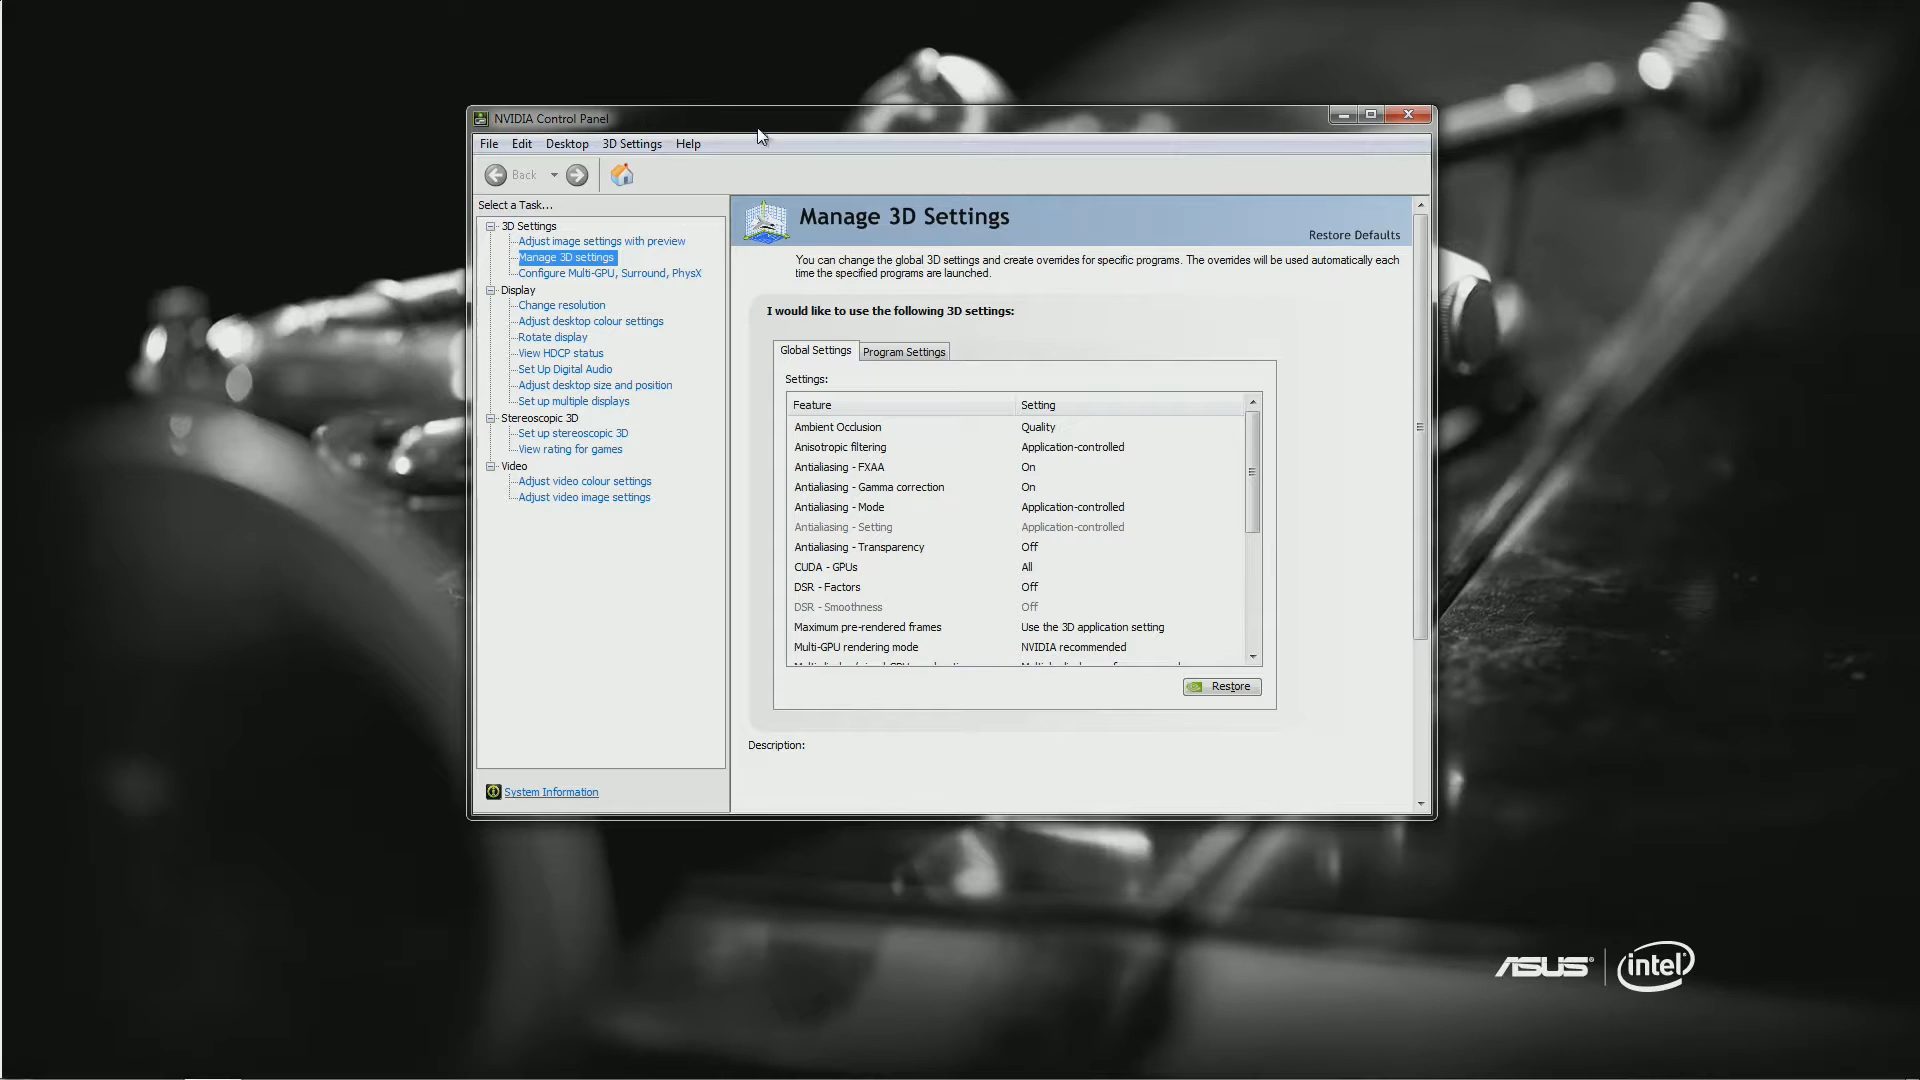 NVIDIA Control Panel
File Edit Desktop 3D Settings Help
Back
Select a Task...
3D Settings
Adjust image settings with preview
Manage 3D settings
Configure Multi-GPU, Surround, PhysX
Display
Change resolution
Adjust desktop colour settings
Rotate display
View HDCP status
Set Up Digital Audio
Adjust desktop size and position
Set up multiple displays
Stereoscopic 3D
Set up stereoscopic 3D
View rating for games
Video
Adjust video colour settings
Adjust video image settings
System Information
Manage 3D Settings
Restore Defaults
You can change the global 3D settings and create overrides for specific programs. The overrides will be used automatically each
time the specified programs are launched.
I would like to use the following 3D settings:
Global Settings Program Settings
Settings:
Feature Setting
Ambient Occlusion Quality
Anisotropic filtering Application-controlled
Antialiasing - FXAA On
Antialiasing - Gamma correction On
Antialiasing - Mode Application-controlled
Antialiasing - Setting Application-controlled
Antialiasing - Transparency Off
CUDA - GPUs All
DSR - Factors Off
DSR - Smoothness Off
Maximum pre-rendered frames Use the 3D application setting
Multi-GPU rendering mode NVIDIA recommended
Restore
Description:
ASUS intel